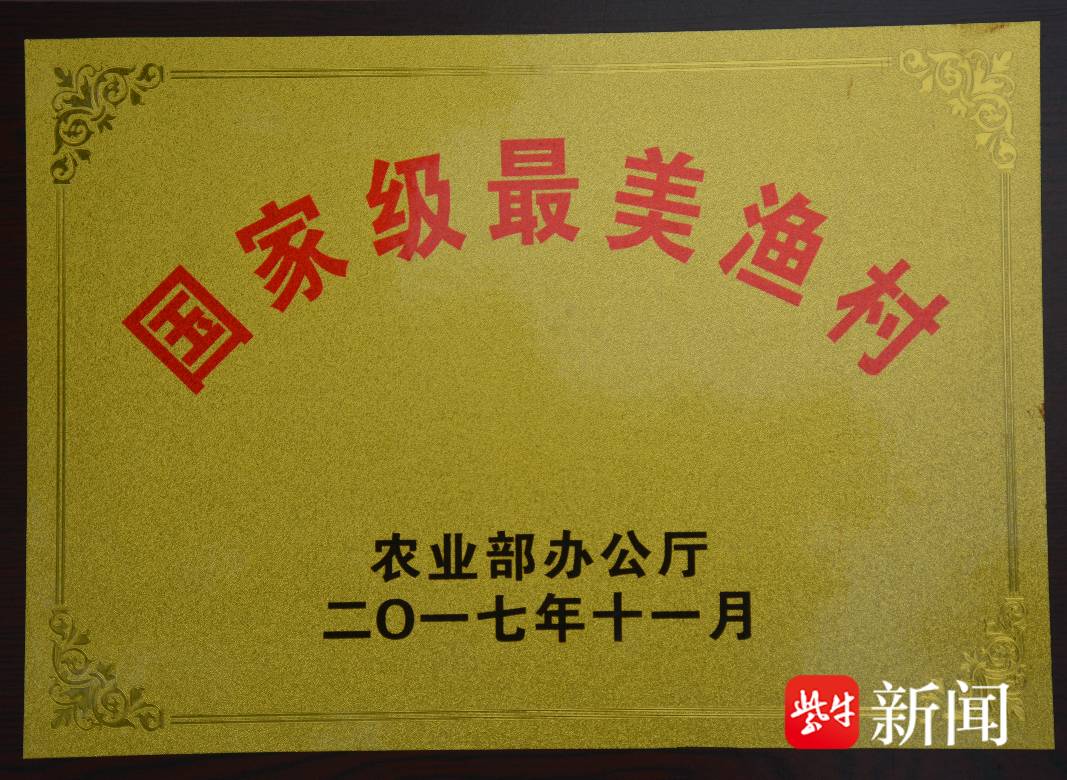 国家级最美渔村
农业部办公厅
二〇一七年十一月
紫牛新闻